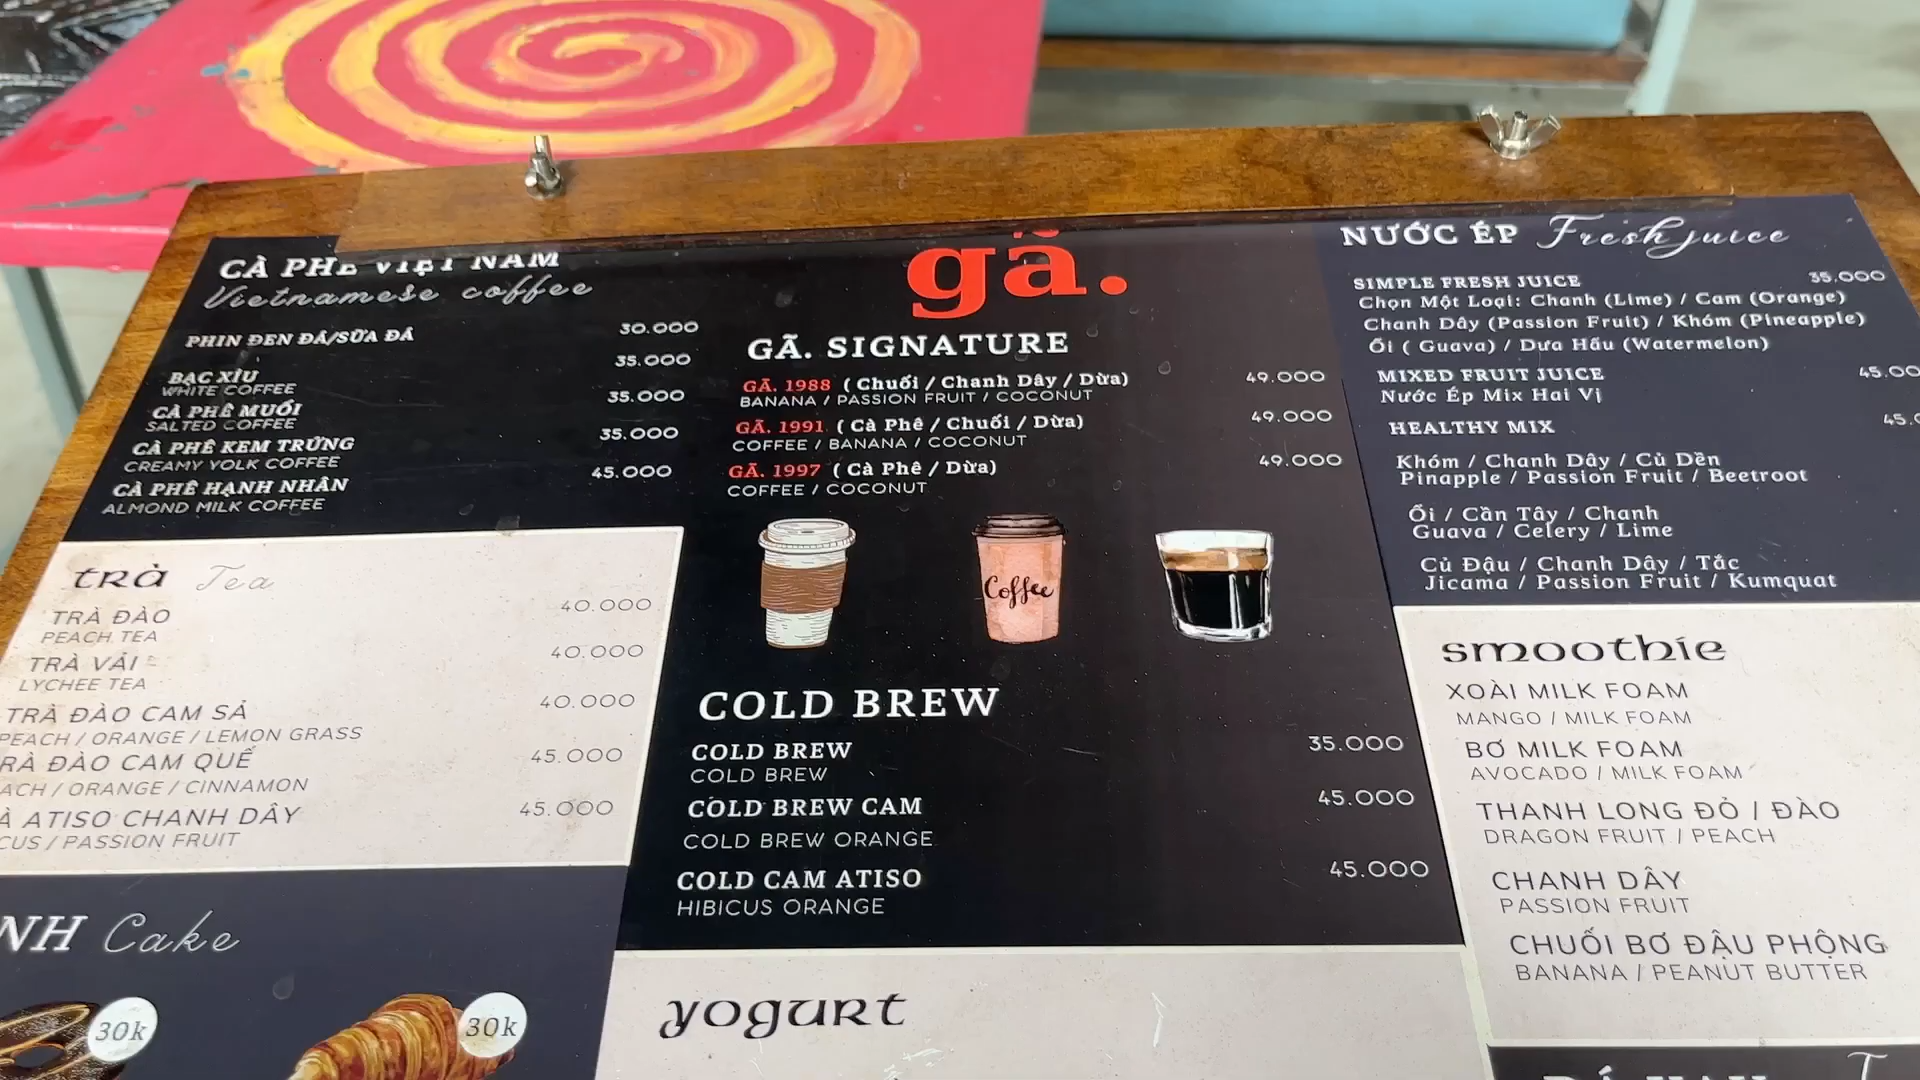 CÀ PHÊ VIỆT NAM
Vietnamese coffee
PHIN ĐEN ĐÁ/SỮA ĐÁ 30.000
BẠC XỈU 35.000
WHITE COFFEE
CÀ PHÊ MUỐI 35.000
SALTED COFFEE
CÀ PHÊ KEM TRỨNG 35.000
CREAMY YOLK COFFEE
CÀ PHÊ HẠNH NHÂN 45.000
ALMOND MILK COFFEE
TRÀ Tea
TRÀ ĐÀO 40.000
PEACH TEA
TRÀ VẢI 40.000
LYCHEE TEA
TRÀ ĐÀO CAM SẢ 40.000
PEACH / ORANGE / LEMON GRASS
RÀ ĐÀO CAM QUẾ 45.000
ACH / ORANGE / CINNAMON
À ATISO CHANH DÂY 45.000
CUS / PASSION FRUIT
NH Cake
30k
30k
gã.
GÃ. SIGNATURE
GÃ. 1988 (Chuối / Chanh Dây / Dừa) 49.000
BANANA / PASSION FRUIT / COCONUT
GÃ. 1991 (Cà Phê / Chuối / Dừa) 49.000
COFFEE / BANANA / COCONUT
GÃ. 1997 (Cà Phê / Dừa) 49.000
COFFEE / COCONUT
Coffee
COLD BREW
COLD BREW 35.000
COLD BREW
COLD BREW CAM 45.000
COLD BREW ORANGE
COLD CAM ATISO 45.000
HIBICUS ORANGE
yogurt
NƯỚC ÉP Fresh juice
SIMPLE FRESH JUICE 35.000
Chọn Một Loại: Chanh (Lime) / Cam (Orange)
Chanh Dây (Passion Fruit) / Khóm (Pineapple)
Ổi ( Guava) / Dưa Hấu (Watermelon)
MIXED FRUIT JUICE 45.00
Nước Ép Mix Hai Vị
HEALTHY MIX 45.
Khóm / Chanh Dây / Củ Dền
Pinapple / Passion Fruit / Beetroot
Ổi / Cần Tây / Chanh
Guava / Celery / Lime
Củ Đậu / Chanh Dây / Tắc
Jicama / Passion Fruit / Kumquat
smoothie
XOÀI MILK FOAM
MANGO / MILK FOAM
BƠ MILK FOAM
AVOCADO / MILK FOAM
THANH LONG ĐỎ / ĐÀO
DRAGON FRUIT / PEACH
CHANH DÂY
PASSION FRUIT
CHUỐI BƠ ĐẬU PHỘNG
BANANA / PEANUT BUTTER